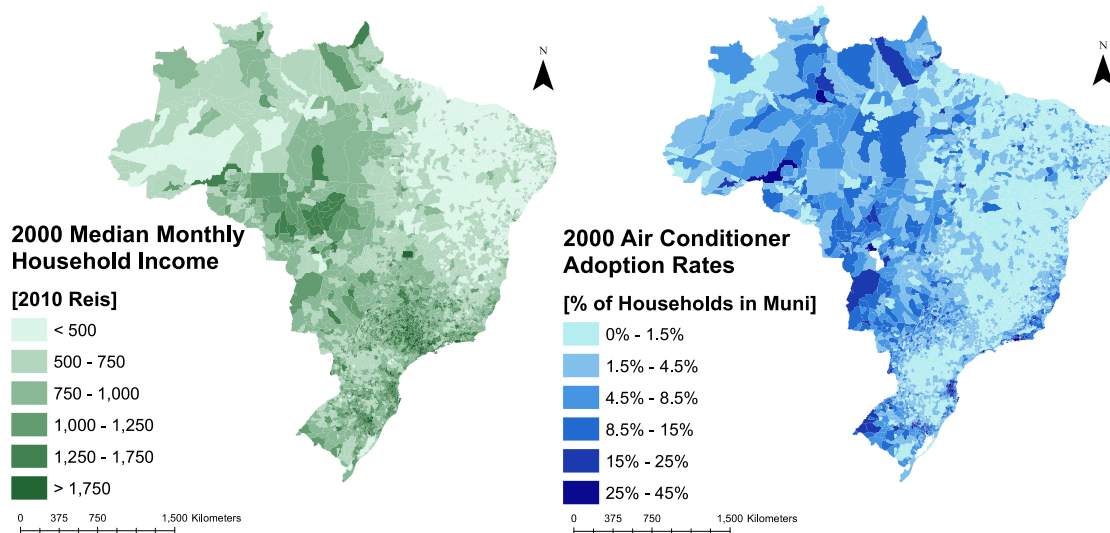 N
2000 Median Monthly
Household Income
[2010 Reis]
< 500
500 - 750
750 - 1,000
1,000 - 1,250
1,250 - 1,750
> 1,750
0 375 750 1,500 Kilometers
N
2000 Air Conditioner
Adoption Rates
[% of Households in Muni]
0% - 1.5%
1.5% - 4.5%
4.5% - 8.5%
8.5% - 15%
15% - 25%
25% - 45%
0 375 750 1,500 Kilometers